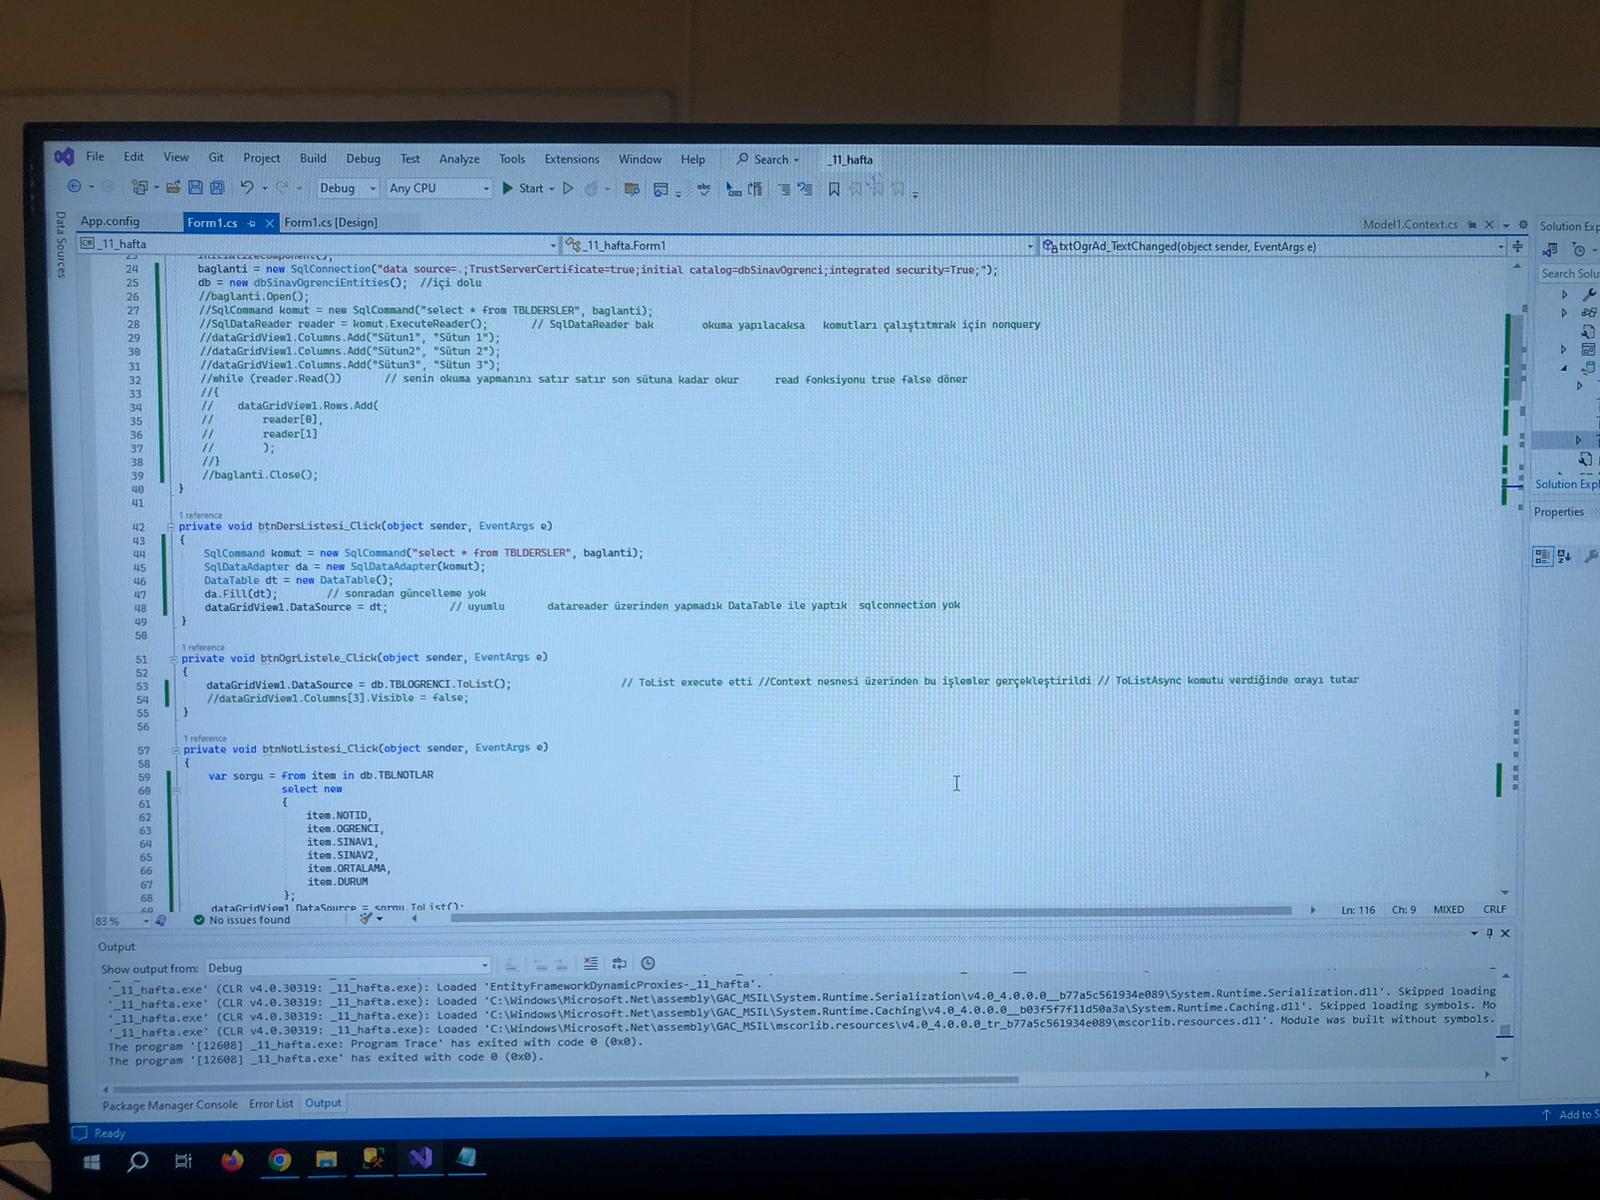 File Edit View Git Project Build Debug Test Analyze Tools Extensions Window Help Search _11_hafta
Debug Any CPU Start
Data Sources
App.config Form1.cs Form1.cs [Design] Model1.Context.cs
_11_hafta _11_hafta.Form1 txtOgrAd_TextChanged(object sender, EventArgs e)
24 baglanti = new SqlConnection("data source=.;TrustServerCertificate=true;initial catalog=dbSinavOgrenci;integrated security=True;");
25 db = new dbSinavOgrenciEntities(); //içi dolu
26 //baglanti.Open();
27 //SqlCommand komut = new SqlCommand("select * from TBLDERSLER", baglanti);
28 //SqlDataReader reader = komut.ExecuteReader(); // SqlDataReader bak okuma yapılacaksa komutları çalıştıtmrak için nonquery
29 //dataGridView1.Columns.Add("Sütun1", "Sütun 1");
30 //dataGridView1.Columns.Add("Sütun2", "Sütun 2");
31 //dataGridView1.Columns.Add("Sütun3", "Sütun 3");
32 //while (reader.Read()) // senin okuma yapmanını satır satır son sütuna kadar okur read fonksiyonu true false döner
33 //{
34 // dataGridView1.Rows.Add(
35 // reader[0],
36 // reader[1]
37 // );
38 //}
39 //baglanti.Close();
40 }
41
1 reference
42 private void btnDersListesi_Click(object sender, EventArgs e)
43 {
44 SqlCommand komut = new SqlCommand("select * from TBLDERSLER", baglanti);
45 SqlDataAdapter da = new SqlDataAdapter(komut);
46 DataTable dt = new DataTable();
47 da.Fill(dt); // sonradan güncelleme yok
48 dataGridView1.DataSource = dt; // uyumlu datareader üzerinden yapmadık DataTable ile yaptık sqlconnection yok
49 }
50
1 reference
51 private void btnOgrListele_Click(object sender, EventArgs e)
52 {
53 dataGridView1.DataSource = db.TBLOGRENCI.ToList(); // ToList execute etti //Context nesnesi üzerinden bu işlemler gerçekleştirildi // ToListAsync komutu verdiğinde orayı tutar
54 //dataGridView1.Columns[3].Visible = false;
55 }
56
1 reference
57 private void btnNotListesi_Click(object sender, EventArgs e)
58 {
59 var sorgu = from item in db.TBLNOTLAR
60 select new
61 {
62 item.NOTID,
63 item.OGRENCI,
64 item.SINAV1,
65 item.SINAV2,
66 item.ORTALAMA,
67 item.DURUM
68 };
69 dataGridView1.DataSource = sorgu.ToList();
83 % No issues found Ln: 116 Ch: 9 MIXED CRLF
Output
Show output from: Debug
'_11_hafta.exe' (CLR v4.0.30319: _11_hafta.exe): Loaded 'EntityFrameworkDynamicProxies-_11_hafta'.
'_11_hafta.exe' (CLR v4.0.30319: _11_hafta.exe): Loaded 'C:\Windows\Microsoft.Net\assembly\GAC_MSIL\System.Runtime.Serialization\v4.0_4.0.0.0__b77a5c561934e089\System.Runtime.Serialization.dll'. Skipped loading
'_11_hafta.exe' (CLR v4.0.30319: _11_hafta.exe): Loaded 'C:\Windows\Microsoft.Net\assembly\GAC_MSIL\System.Runtime.Caching\v4.0_4.0.0.0__b03f5f7f11d50a3a\System.Runtime.Caching.dll'. Skipped loading symbols. Mo
'_11_hafta.exe' (CLR v4.0.30319: _11_hafta.exe): Loaded 'C:\Windows\Microsoft.Net\assembly\GAC_MSIL\mscorlib.resources\v4.0_4.0.0.0_tr_b77a5c561934e089\mscorlib.resources.dll'. Module was built without symbols.
The program '[12608] _11_hafta.exe: Program Trace' has exited with code 0 (0x0).
The program '[12608] _11_hafta.exe' has exited with code 0 (0x0).
Package Manager Console Error List Output
Ready
Solution Exp
Search Solu
Solution Expl
Properties
Add to S